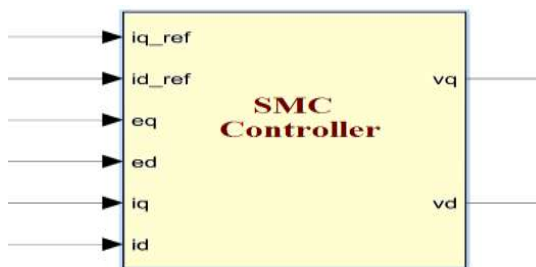 iq_ref
id_ref
vq
SMC
eq
Controller
ed
iq
vd
id